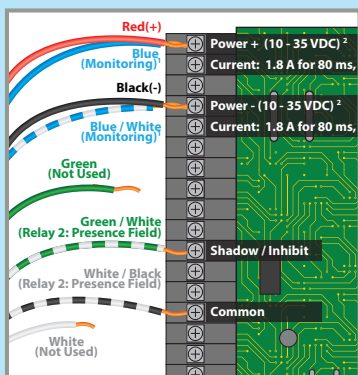 Red(+)
Power + (10 - 35 VDC) 2
Blue
(Monitoring)1
Current: 1.8 A for 80 ms,
Black(-)
Power - (10 - 35 VDC) 2
Blue / White
(Monitoring)1
Current: 1.8 A for 80 ms,
Green
(Not Used)
Green / White
(Relay 2: Presence Field)
Shadow / Inhibit
White / Black
(Relay 2: Presence Field)
Common
White
(Not Used)